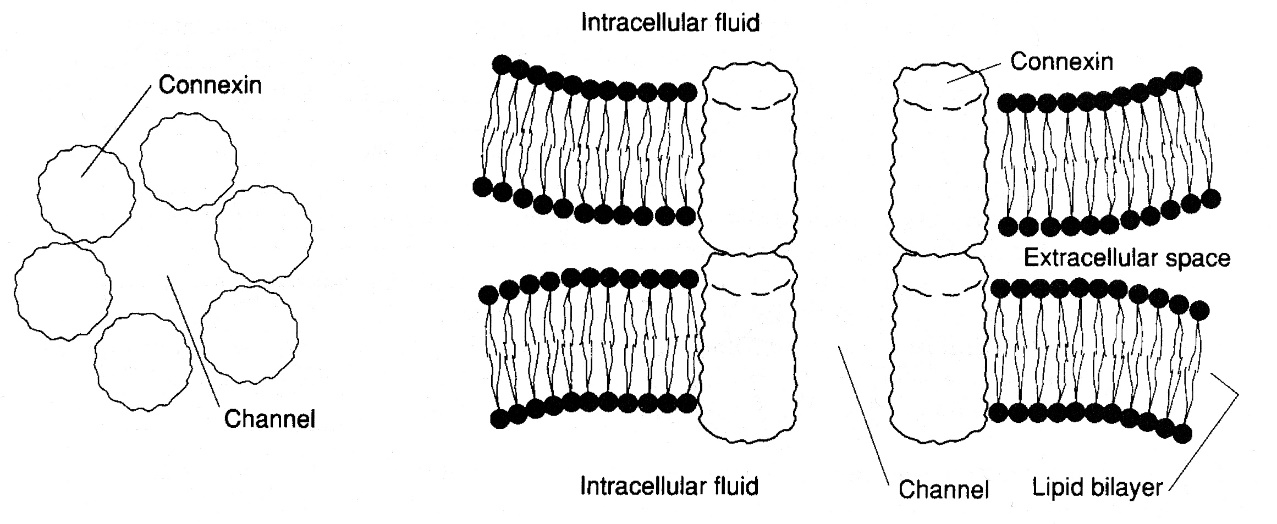 Intracellular fluid
Connexin
Connexin
Extracellular space
Channel
Intracellular fluid
Channel
Lipid bilayer